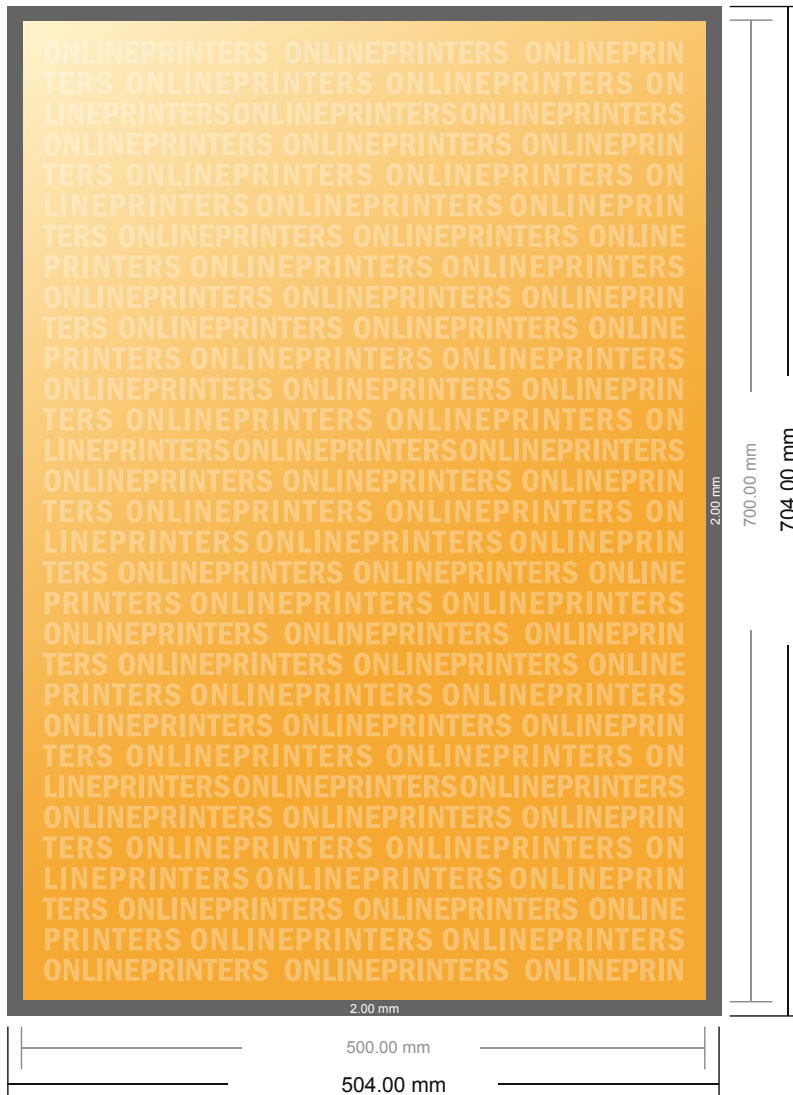 ONLINEPRINTERS ONLINEPRINTERS ONLINEPRIN
TERS ONLINEPRINTERS ONLINEPRINTERS ON
LINEPRINTERSONLINEPRINTERSONLINEPRINTERS
ONLINEPRINTERS ONLINEPRINTERS ONLINEPRIN
TERS ONLINEPRINTERS ONLINEPRINTERS ON
LINEPRINTERS ONLINEPRINTERS ONLINEPRIN
TERS ONLINEPRINTERS ONLINEPRINTERS ONLINE
PRINTERS ONLINEPRINTERS ONLINEPRINTERS
ONLINEPRINTERS ONLINEPRINTERS ONLINEPRIN
TERS ONLINEPRINTERS ONLINEPRINTERS ONLINE
PRINTERS ONLINEPRINTERS ONLINEPRINTERS
ONLINEPRINTERS ONLINEPRINTERS ONLINEPRIN
TERS ONLINEPRINTERS ONLINEPRINTERS ON
LINEPRINTERSONLINEPRINTERSONLINEPRINTERS
ONLINEPRINTERS ONLINEPRINTERS ONLINEPRIN
TERS ONLINEPRINTERS ONLINEPRINTERS ON
LINEPRINTERS ONLINEPRINTERS ONLINEPRIN
TERS ONLINEPRINTERS ONLINEPRINTERS ONLINE
PRINTERS ONLINEPRINTERS ONLINEPRINTERS
ONLINEPRINTERS ONLINEPRINTERS ONLINEPRIN
TERS ONLINEPRINTERS ONLINEPRINTERS ONLINE
PRINTERS ONLINEPRINTERS ONLINEPRINTERS
ONLINEPRINTERS ONLINEPRINTERS ONLINEPRIN
TERS ONLINEPRINTERS ONLINEPRINTERS ON
LINEPRINTERSONLINEPRINTERSONLINEPRINTERS
ONLINEPRINTERS ONLINEPRINTERS ONLINEPRIN
TERS ONLINEPRINTERS ONLINEPRINTERS ON
LINEPRINTERS ONLINEPRINTERS ONLINEPRIN
TERS ONLINEPRINTERS ONLINEPRINTERS ONLINE
PRINTERS ONLINEPRINTERS ONLINEPRINTERS
ONLINEPRINTERS ONLINEPRINTERS ONLINEPRIN
2.00 mm
700.00 mm
704.00 mm
2.00 mm
500.00 mm
504.00 mm